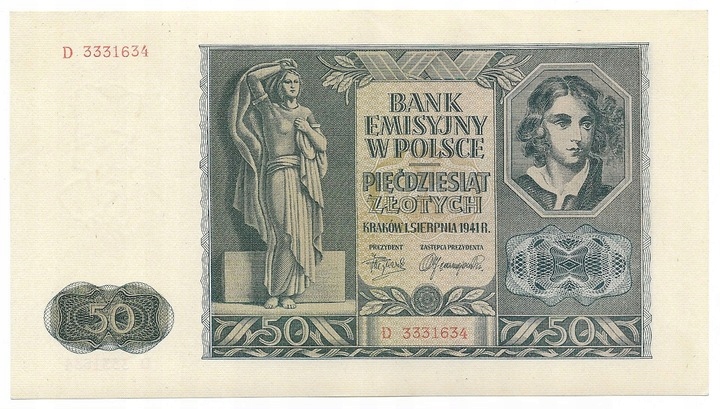 D 3331634
BANK
EMISYJNY
W POLSCE
PIĘĆDZIESIĄT
ZŁOTYCH
KRAKÓW 1. SIERPNIA 1941 R.
PREZYDENT ZASTĘPCA PREZYDENTA
50
50
D 3331634
50